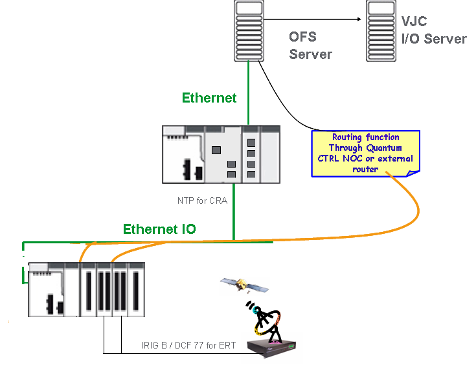 OFS
Server
VJC
I/O Server
Ethernet
Routing function
Through Quantum
CTRL NOC or external
router
NTP for CRA
Ethernet IO
IRIG B / DCF 77 for ERT